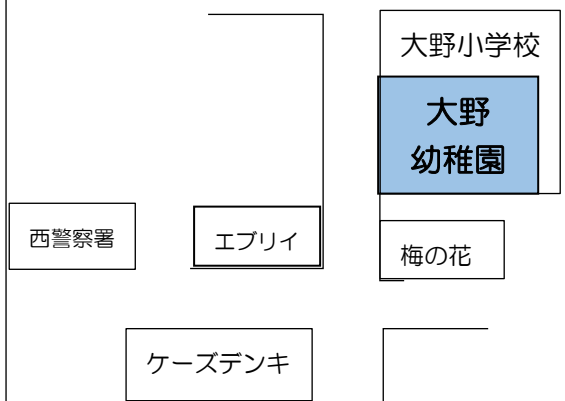 大野小学校
大野
幼稚園
西警察署
エブリイ
梅の花
ケーズデンキ